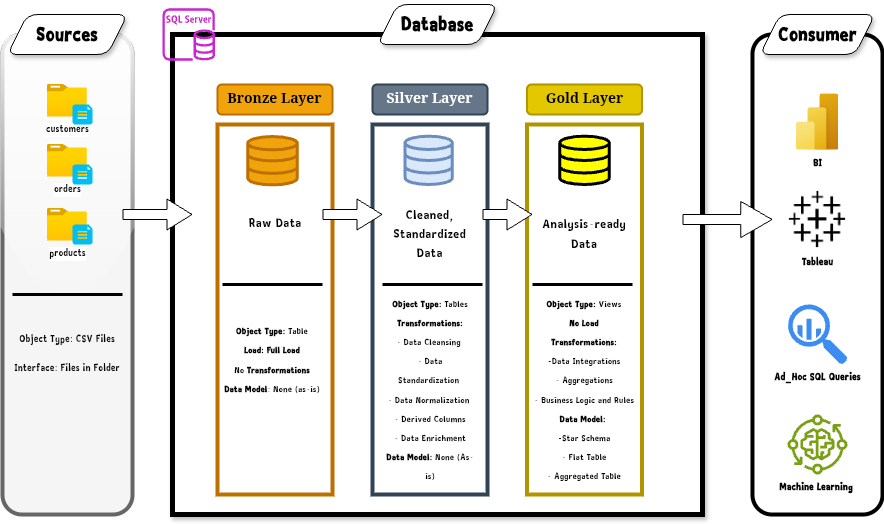 Sources
customers
orders
products
Object Type: CSV Files
Interface: Files in Folder
SQL Server
Database
Bronze Layer
Raw Data
Object Type: Table
Load: Full Load
No Transformations
Data Model: None (as-is)
Silver Layer
Cleaned,
Standardized
Data
Object Type: Tables
Transformations:
- Data Cleansing
- Data
Standardization
- Data Normalization
- Derived Columns
- Data Enrichment
Data Model: None (As-
is)
Gold Layer
Analysis-ready
Data
Object Type: Views
No Load
Transformations:
-Data Integrations
- Aggregations
- Business Logic and Rules
Data Model:
-Star Schema
- Flat Table
- Aggregated Table
Consumer
BI
Tableau
Ad_Hoc SQL Queries
Machine Learning